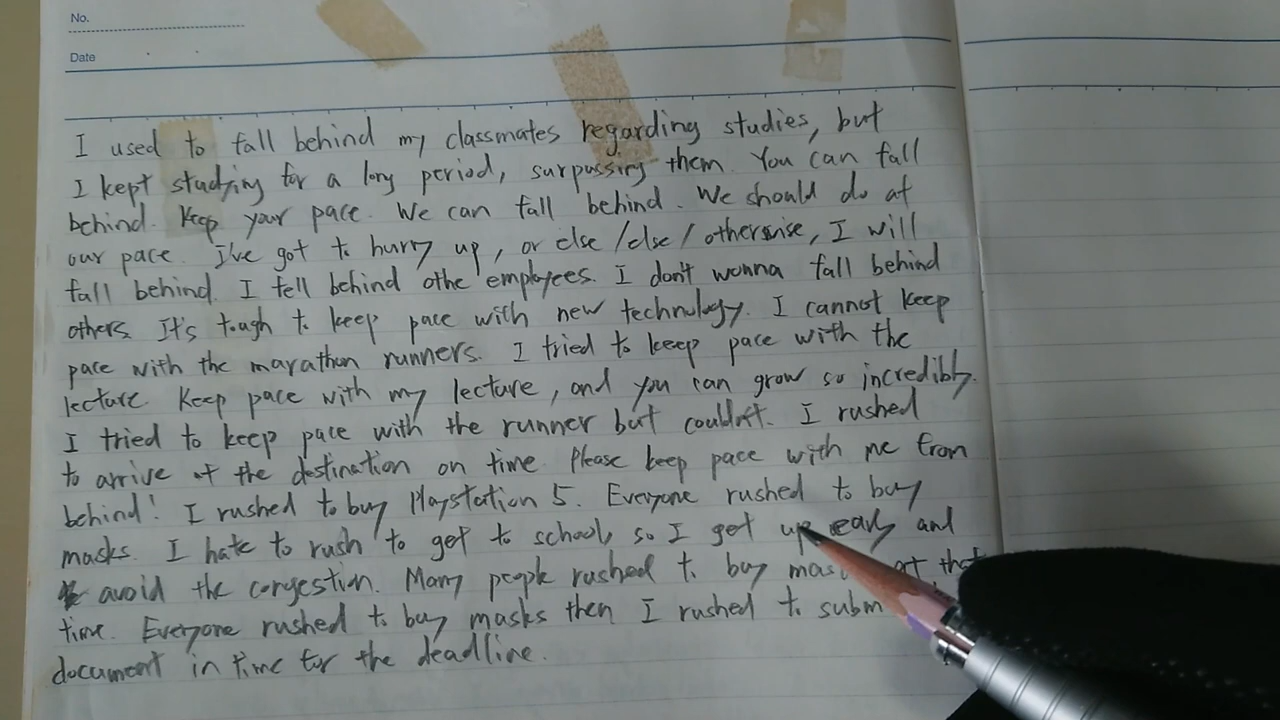 No.
Date
I used to fall behind my classmates regarding studies, but
I kept studying for a long period, surpussing them. You can fall
behind. Keep your pace. We can fall behind. We should do at
our pace. I've got to hurry up, or else / else / otherwise, I will
fall behind. I fell behind othe employees. I don't wonna fall behind
others. It's tough to keep pace with new technology. I cannot keep
pace with the marathon runners. I tried to keep pace with the
lecture. Keep pace with my lecture, and you can grow so incredibly.
I tried to keep pace with the runner but couldn't. I rushed
to arrive at the destination on time. Please keep pace with me from
behind! I rushed to buy Playstation 5. Everyone rushed to buy
masks. I hate to rush to get to school, so I get up early and
avoid the congestion. Many people rushed to buy at that
time. Everyone rushed to buy masks then I rushed to
document in time for the deadline.